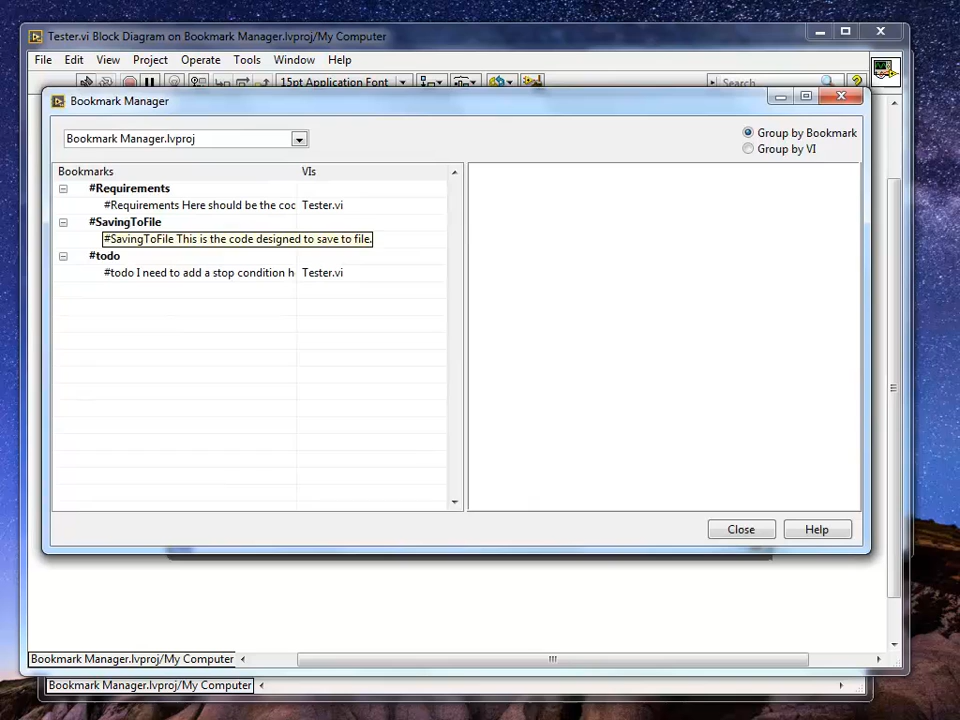 Tester.vi Block Diagram on Bookmark Manager.lvproj/My Computer
File Edit View Project Operate Tools Window Help
15pt Application Font
Search
Bookmark Manager
Bookmark Manager.lvproj
Group by Bookmark
Group by VI
Bookmarks VIs
#Requirements
#Requirements Here should be the coc Tester.vi
#SavingToFile
#SavingToFile This is the code designed to save to file.
#todo
#todo I need to add a stop condition h Tester.vi
Close Help
Bookmark Manager.lvproj/My Computer
Bookmark Manager.lvproj/My Computer